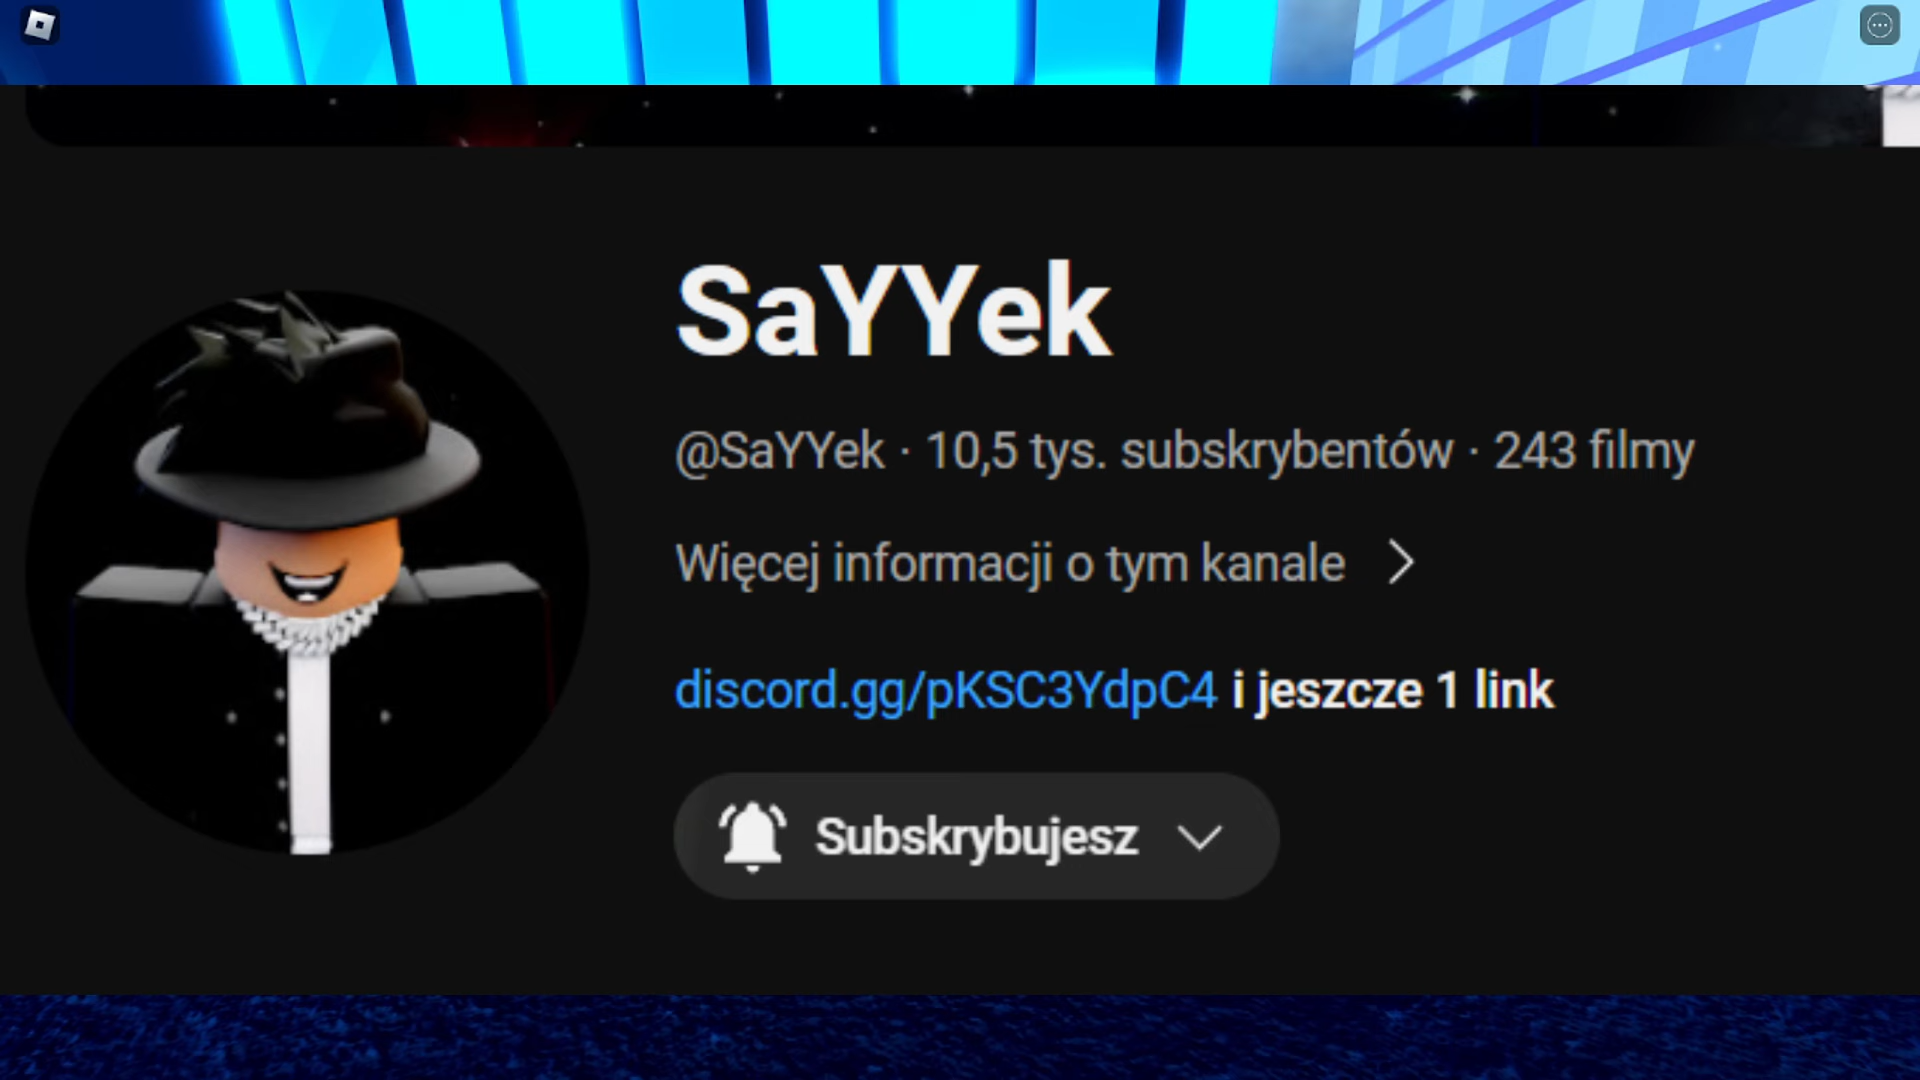 SaYYek
@SaYYek · 10,5 tys. subskrybentów · 243 filmy
Więcej informacji o tym kanale
discord.gg/pKSC3YdpC4 i jeszcze 1 link
Subskrybujesz